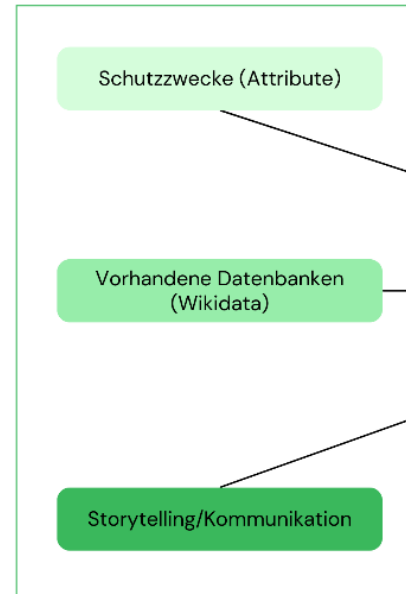 Schutzzwecke (Attribute)
Vorhandene Datenbanken
(Wikidata)
Storytelling/Kommunikation